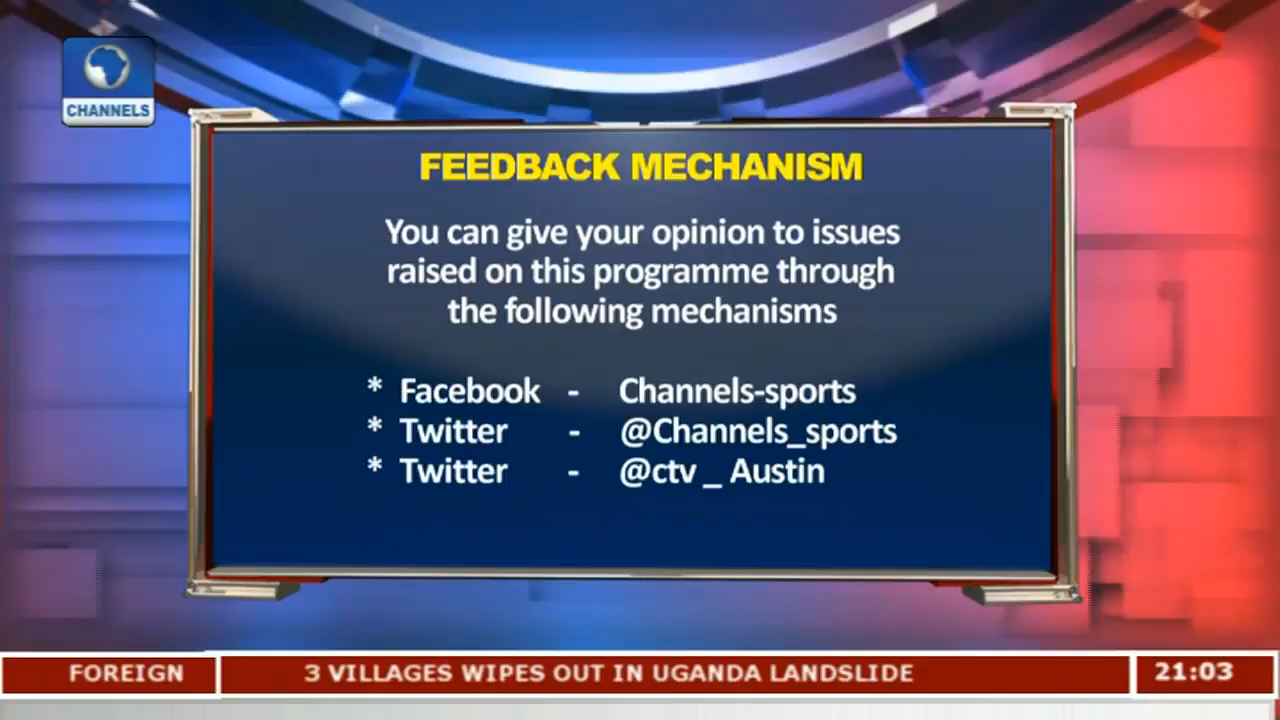 CHANNELS
FEEDBACK MECHANISM
You can give your opinion to issues
raised on this programme through
the following mechanisms
* Facebook - Channels-sports
* Twitter - @Channels_sports
* Twitter - @ctv _ Austin
FOREIGN 3 VILLAGES WIPES OUT IN UGANDA LANDSLIDE 21:03